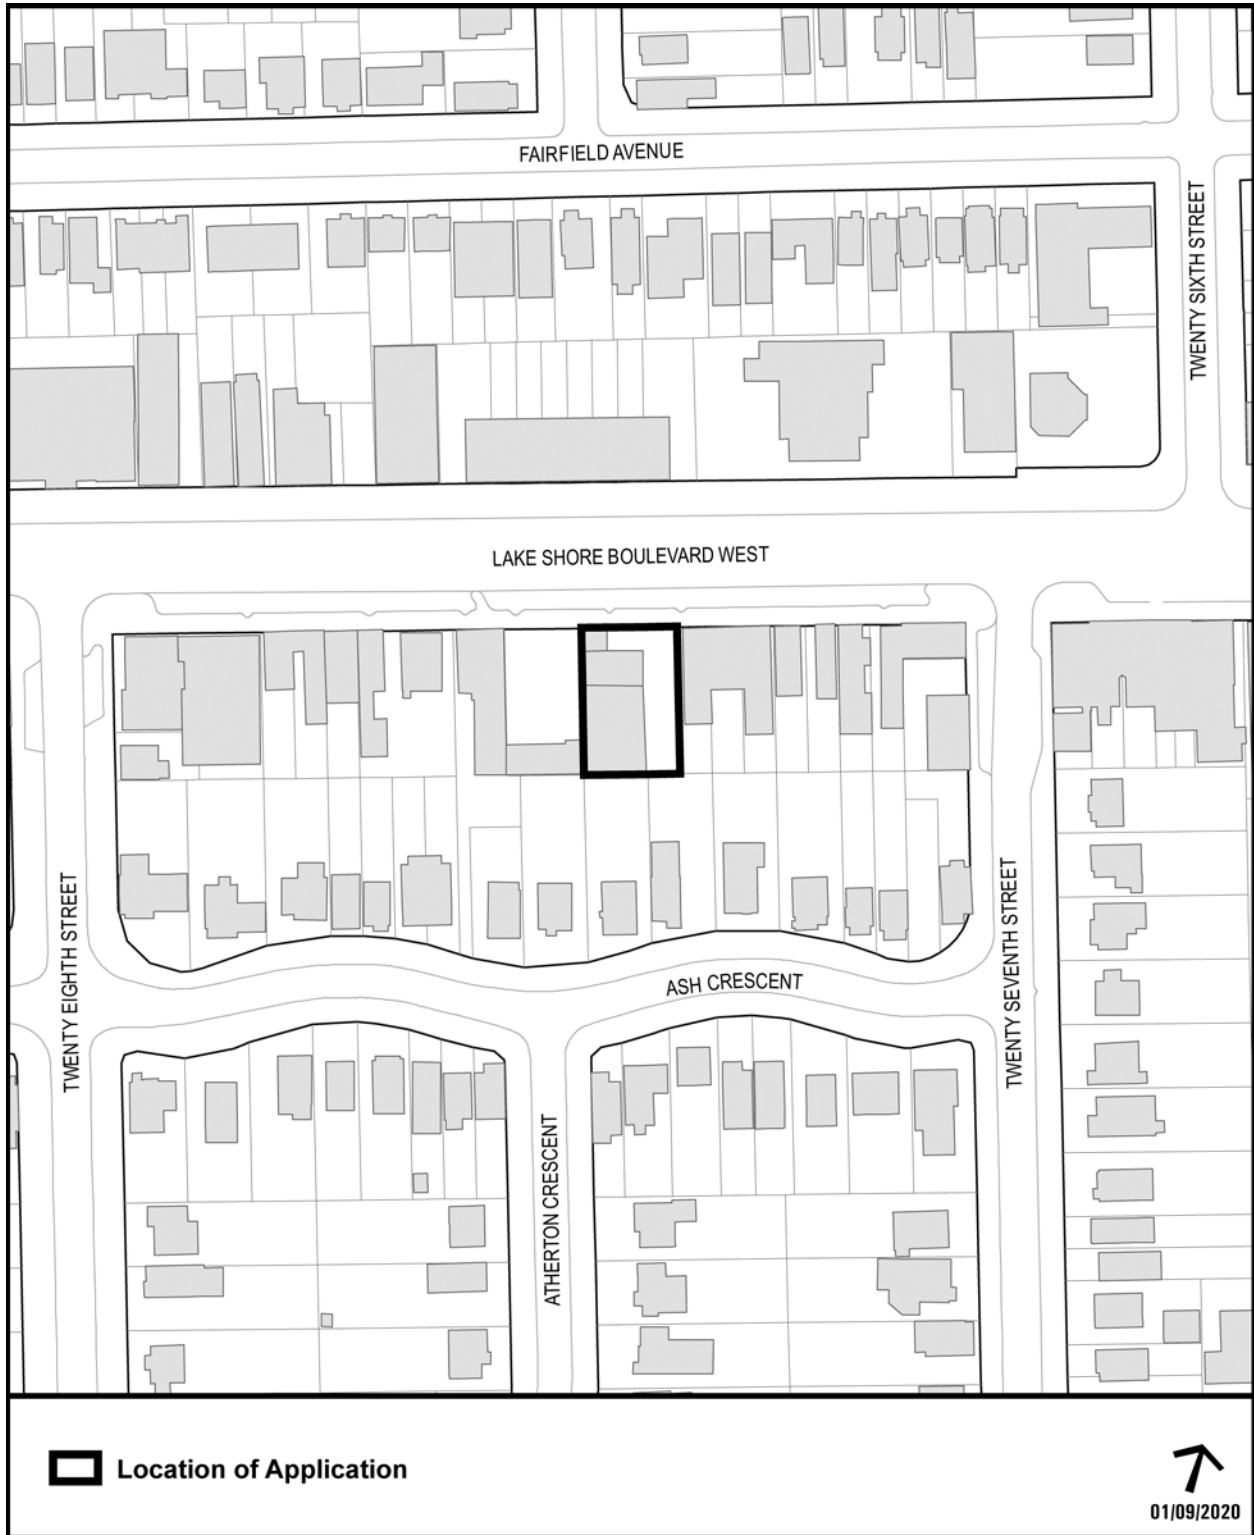 FAIRFIELD AVENUE
TWENTY SIXTH STREET
LAKE SHORE BOULEVARD WEST
TWENTY EIGHTH STREET
ASH CRESCENT
TWENTY SEVENTH STREET
ATHERTON CRESCENT
Location of Application
01/09/2020